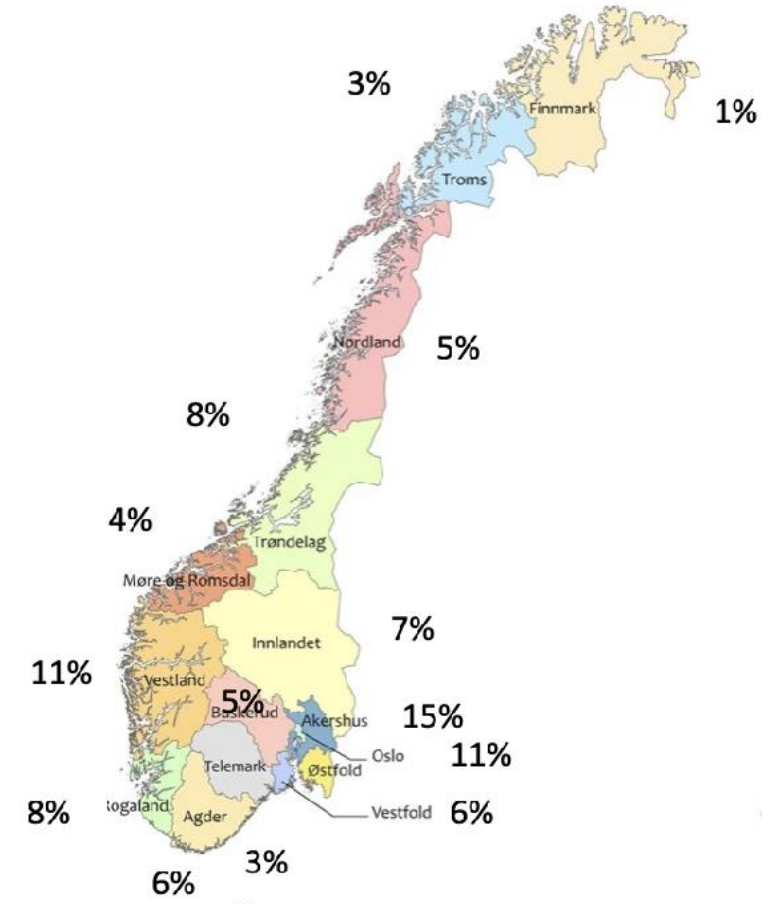 3%
Finnmark
1%
Troms
Nordland
5%
8%
4%
Trøndelag
Møre og Romsdal
7%
Innlandet
11%
Vestland
5%
Buskerud
Akershus
15%
Oslo
11%
Telemark
Østfold
8%
Rogaland
Agder
Vestfold
6%
3%
6%